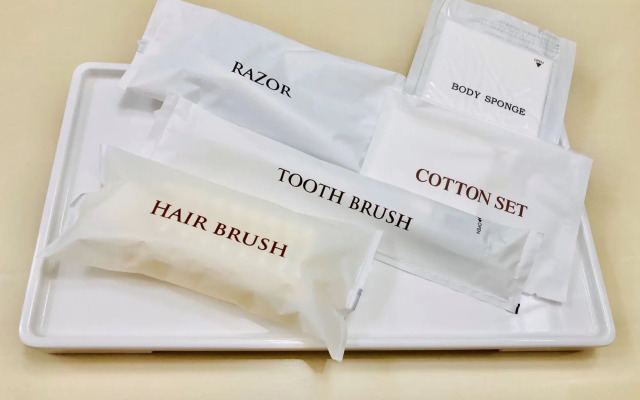 RAZOR
BODY SPONGE
COTTON SET
TOOTH BRUSH
HAIR BRUSH